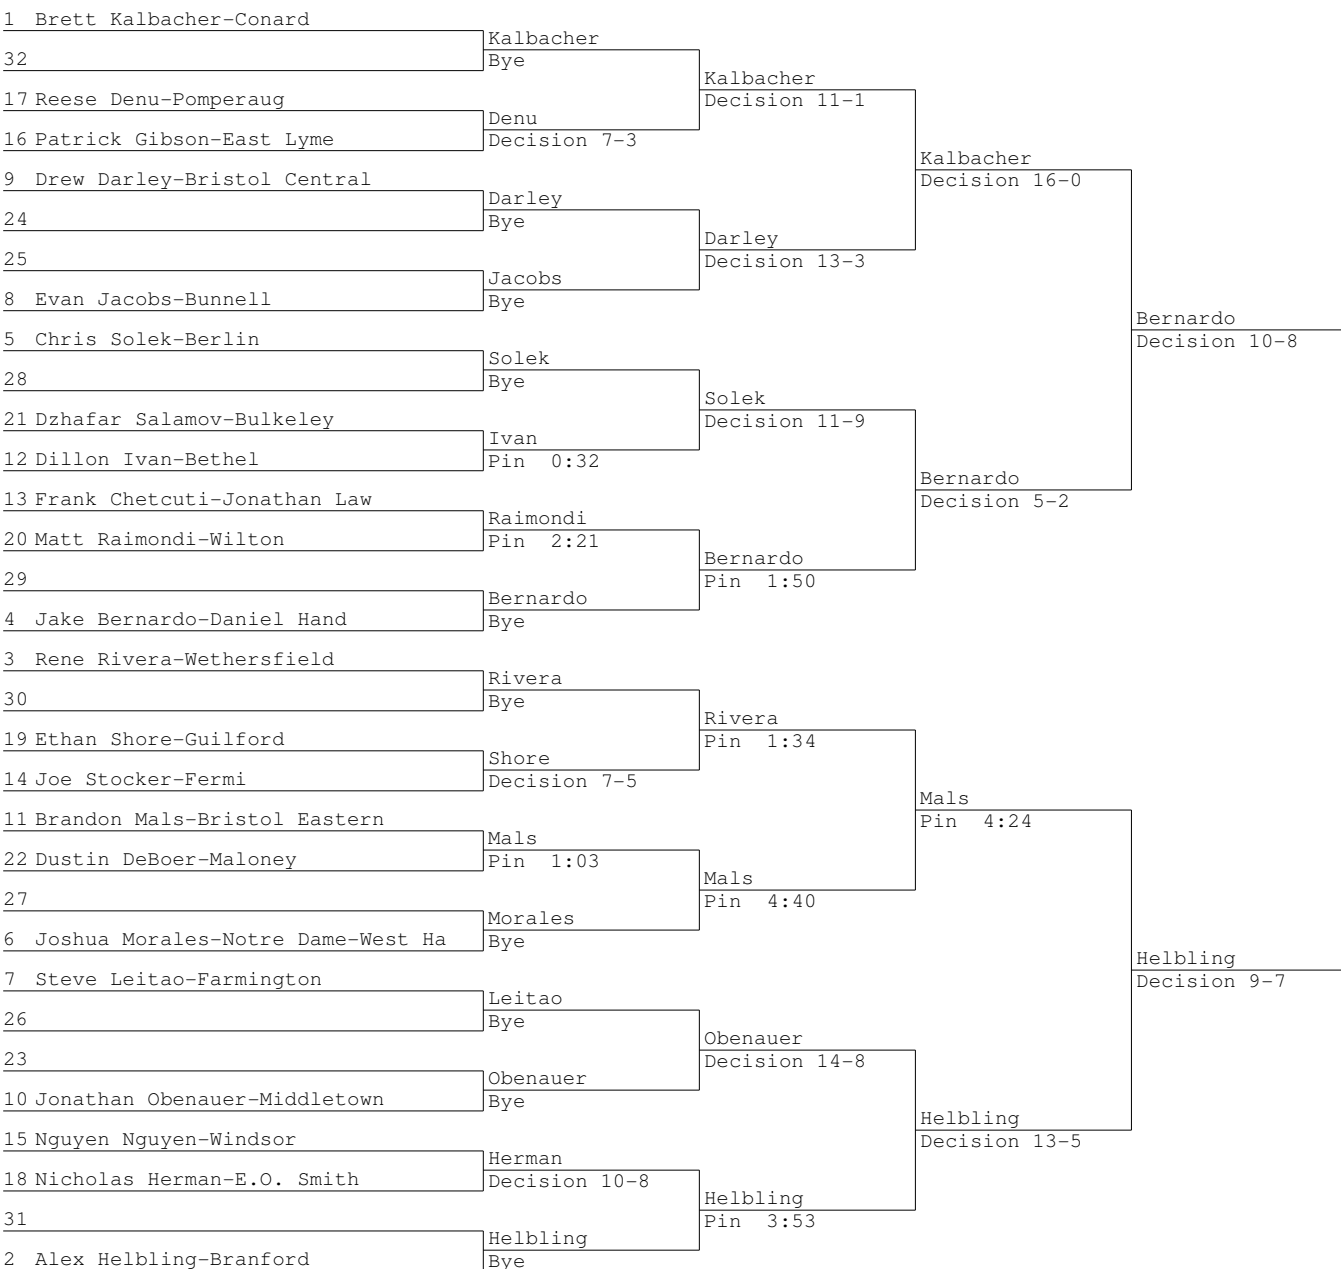 1 Brett Kalbacher-Conard
Kalbacher
32
Bye
Kalbacher
17 Reese Denu-Pomperaug
Decision 11-1
Denu
16 Patrick Gibson-East Lyme
Decision 7-3
Kalbacher
9 Drew Darley-Bristol Central
Decision 16-0
Darley
24
Bye
Darley
25
Decision 13-3
Jacobs
8 Evan Jacobs-Bunnell
Bye
Bernardo
5 Chris Solek-Berlin
Decision 10-8
Solek
28
Bye
Solek
21 Dzhafar Salamov-Bulkeley
Decision 11-9
Ivan
12 Dillon Ivan-Bethel
Pin 0:32
Bernardo
13 Frank Chetcuti-Jonathan Law
Decision 5-2
Raimondi
20 Matt Raimondi-Wilton
Pin 2:21
Bernardo
29
Pin 1:50
Bernardo
4 Jake Bernardo-Daniel Hand
Bye
3 Rene Rivera-Wethersfield
Rivera
30
Bye
Rivera
19 Ethan Shore-Guilford
Pin 1:34
Shore
14 Joe Stocker-Fermi
Decision 7-5
Mals
11 Brandon Mals-Bristol Eastern
Pin 4:24
Mals
22 Dustin DeBoer-Maloney
Pin 1:03
Mals
27
Pin 4:40
Morales
6 Joshua Morales-Notre Dame-West Ha
Bye
Helbling
7 Steve Leitao-Farmington
Decision 9-7
Leitao
26
Bye
Obenauer
23
Decision 14-8
Obenauer
10 Jonathan Obenauer-Middletown
Bye
Helbling
15 Nguyen Nguyen-Windsor
Decision 13-5
Herman
18 Nicholas Herman-E.O. Smith
Decision 10-8
Helbling
31
Pin 3:53
Helbling
2 Alex Helbling-Branford
Bye